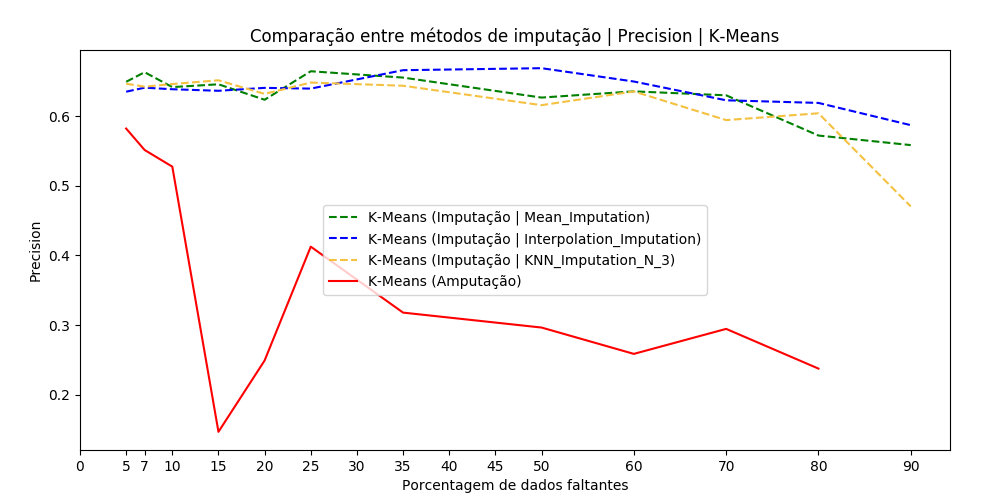 Comparação entre métodos de imputação | Precision | K-Means
Precision
0.6
0.5
0.4
0.3
0.2
K-Means (Imputação | Mean_Imputation)
K-Means (Imputação | Interpolation_Imputation)
K-Means (Imputação | KNN_Imputation_N_3)
K-Means (Amputação)
0 5 7 10 15 20 25 30 35 40 45 50 60 70 80 90
Porcentagem de dados faltantes